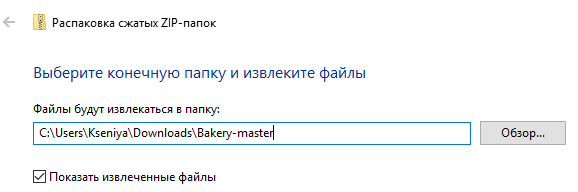 Распаковка сжатых ZIP-папок
Выберите конечную папку и извлеките файлы
Файлы будут извлекаться в папку:
C:\Users\Kseniya\Downloads\Bakery-master
Обзор...
Показать извлеченные файлы